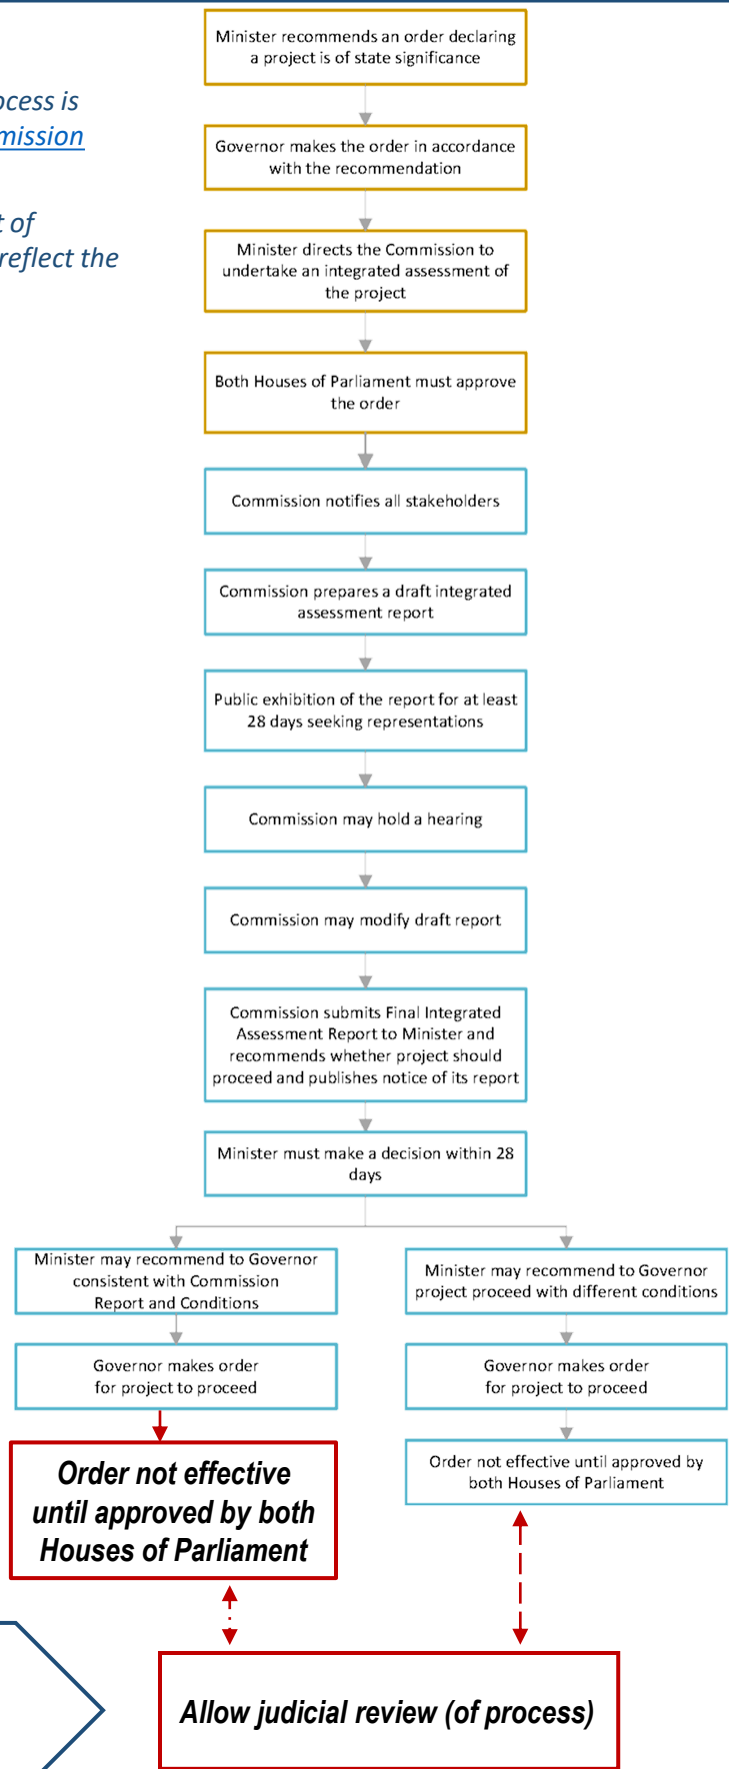 Minister recommends an order declaring
a project is of state significance
ocess is
mission
t of
reflect the
Governor makes the order in accordance
with the recommendation
Minister directs the Commission to
undertake an integrated assessment of
the project
Both Houses of Parliament must approve
the order
Commission notifies all stakeholders
Commission prepares a draft integrated
assessment report
Public exhibition of the report for at least
28 days seeking representations
Commission may hold a hearing
Commission may modify draft report
Commission submits Final Integrated
Assessment Report to Minister and
recommends whether project should
proceed and publishes notice of its report
Minister must make a decision within 28
days
Minister may recommend to Governor
consistent with Commission
Report and Conditions
Minister may recommend to Governor
project proceed with different conditions
Governor makes order
for project to proceed
Governor makes order
for project to proceed
Order not effective
until approved by both
Houses of Parliament
Order not effective until approved by
both Houses of Parliament
Allow judicial review (of process)